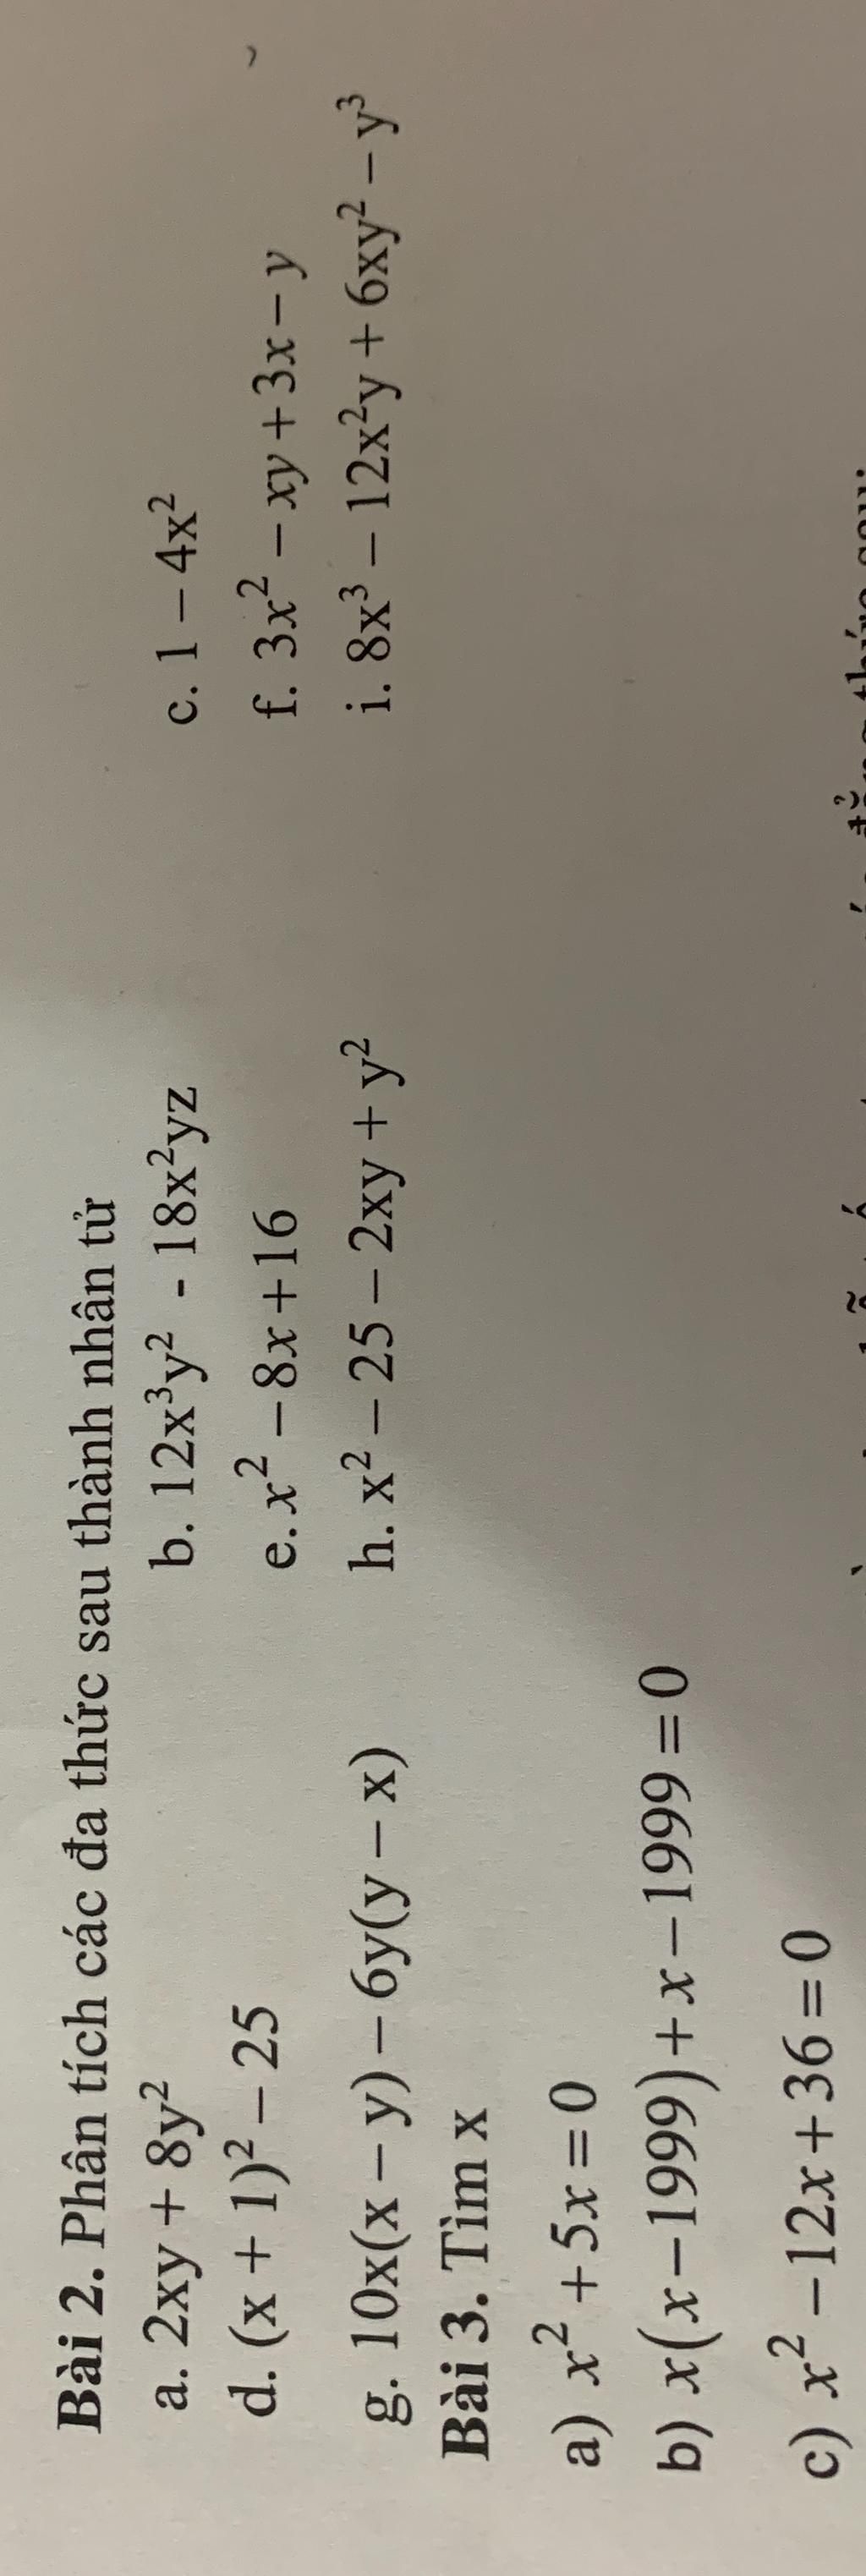 Bài 2. Phân tích các đa thức sau thành nhân tử
a. 2xy + 8y² b. 12x³y² - 18x²yz c. 1 – 4x²
d. (x + 1)² – 25 e. x² – 8x + 16 f. 3x² – xy + 3x – y
g. 10x(x – y) – 6y(y – x) h. x² – 25 – 2xy + y² i. 8x³ – 12x²y + 6xy² – y³
Bài 3. Tìm x
a) x² + 5x = 0
b) x(x – 1999) + x – 1999 = 0
c) x² – 12x + 36 = 0